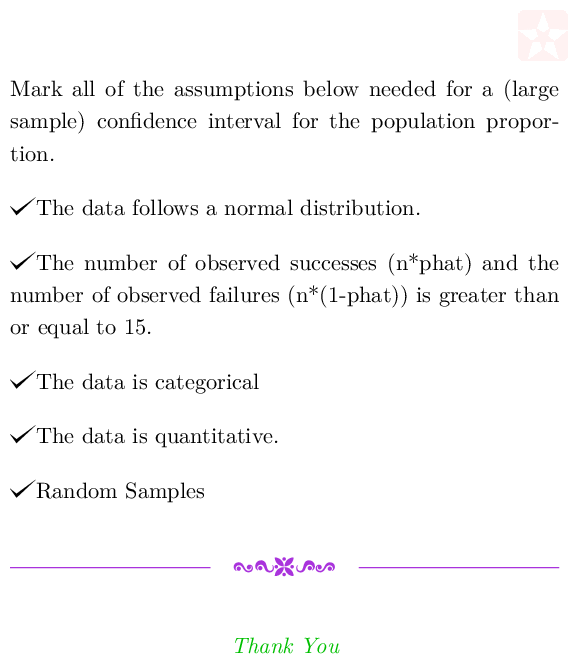 Mark all of the assumptions below needed for a (large
sample) confidence interval for the population propor-
tion.
✓The data follows a normal distribution.
✓The number of observed successes (n*phat) and the
number of observed failures (n*(1-phat)) is greater than
or equal to 15.
✓The data is categorical
✓The data is quantitative.
✓Random Samples
Thank You